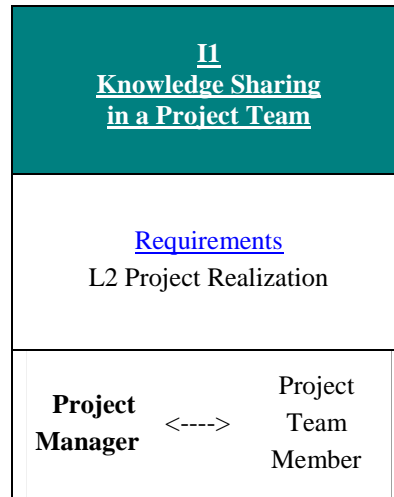 I1
Knowledge Sharing
in a Project Team
Requirements
L2 Project Realization
Project
Manager
<---->
Project
Team
Member